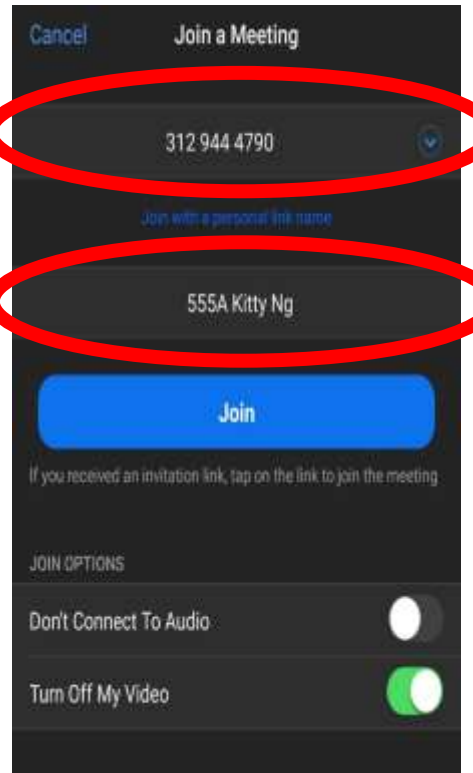 Cancel Join a Meeting
312 944 4790
Join with a personal link name
555A Kitty Ng
Join
If you received an invitation link, tap on the link to join the meeting
JOIN OPTIONS
Don't Connect To Audio
Turn Off My Video